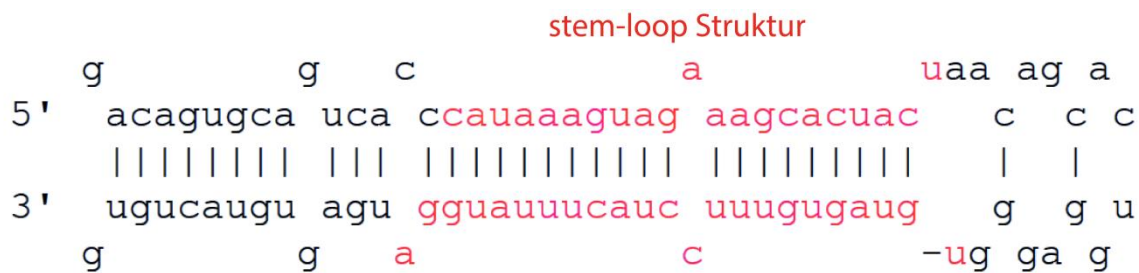 stem-loop Struktur
g g c a uaa ag a
5' acagugca uca ccauaaaguag aagcacuac c c c
|||||||| ||| ||||||||||| ||||||||| | |
3' ugucaugu agu gguauuucauc uuugugaug g g u
g g a c -ug ga g